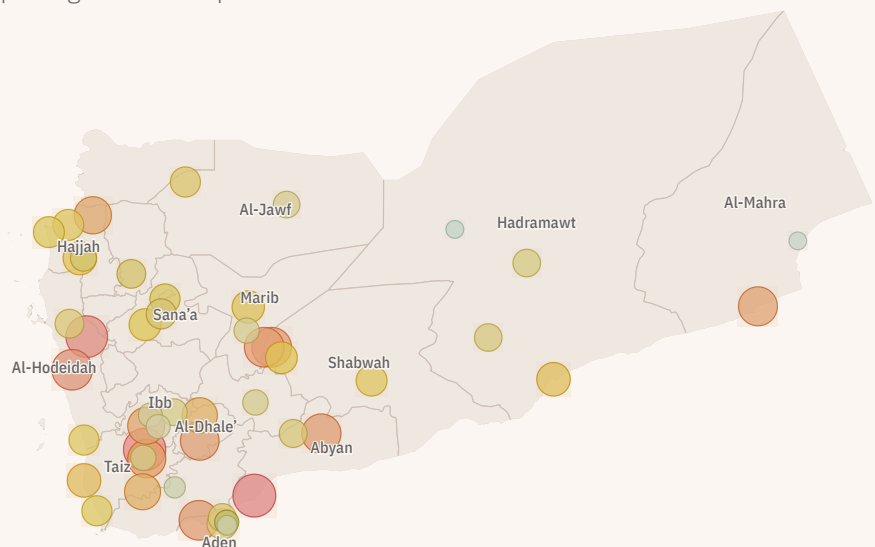 Al-Jawf
Al-Mahra
Hadramawt
Hajjah
Marib
Sana'a
Shabwah
Al-Hodeidah
Ibb
Al-Dhale'
Abyan
Taiz
Aden